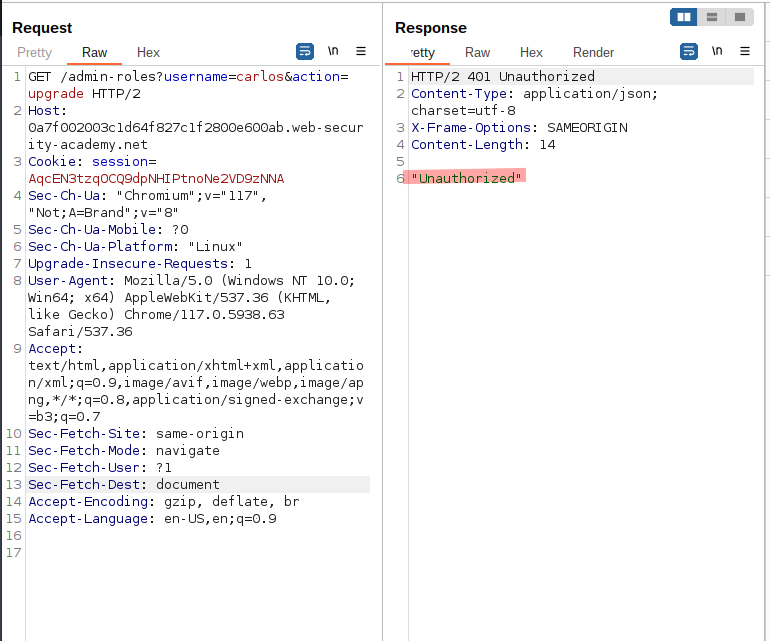 Request
Pretty Raw Hex \n
1 GET /admin-roles?username=carlos&action=
upgrade HTTP/2
2 Host:
0a7f002003c1d64f827c1f2800e600ab.web-secur
ity-academy.net
3 Cookie: session=
AqcEN3tzqOCQ9dpNHIPtnoNe2VD9zNNA
4 Sec-Ch-Ua: "Chromium";v="117",
"Not;A=Brand";v="8"
5 Sec-Ch-Ua-Mobile: ?0
6 Sec-Ch-Ua-Platform: "Linux"
7 Upgrade-Insecure-Requests: 1
8 User-Agent: Mozilla/5.0 (Windows NT 10.0;
Win64; x64) AppleWebKit/537.36 (KHTML,
like Gecko) Chrome/117.0.5938.63
Safari/537.36
9 Accept:
text/html,application/xhtml+xml,applicatio
n/xml;q=0.9,image/avif,image/webp,image/ap
ng,*/*;q=0.8,application/signed-exchange;v
=b3;q=0.7
10 Sec-Fetch-Site: same-origin
11 Sec-Fetch-Mode: navigate
12 Sec-Fetch-User: ?1
13 Sec-Fetch-Dest: document
14 Accept-Encoding: gzip, deflate, br
15 Accept-Language: en-US,en;q=0.9
16
17
Response
retty Raw Hex Render \n
1 HTTP/2 401 Unauthorized
2 Content-Type: application/json;
charset=utf-8
3 X-Frame-Options: SAMEORIGIN
4 Content-Length: 14
5
6 "Unauthorized"